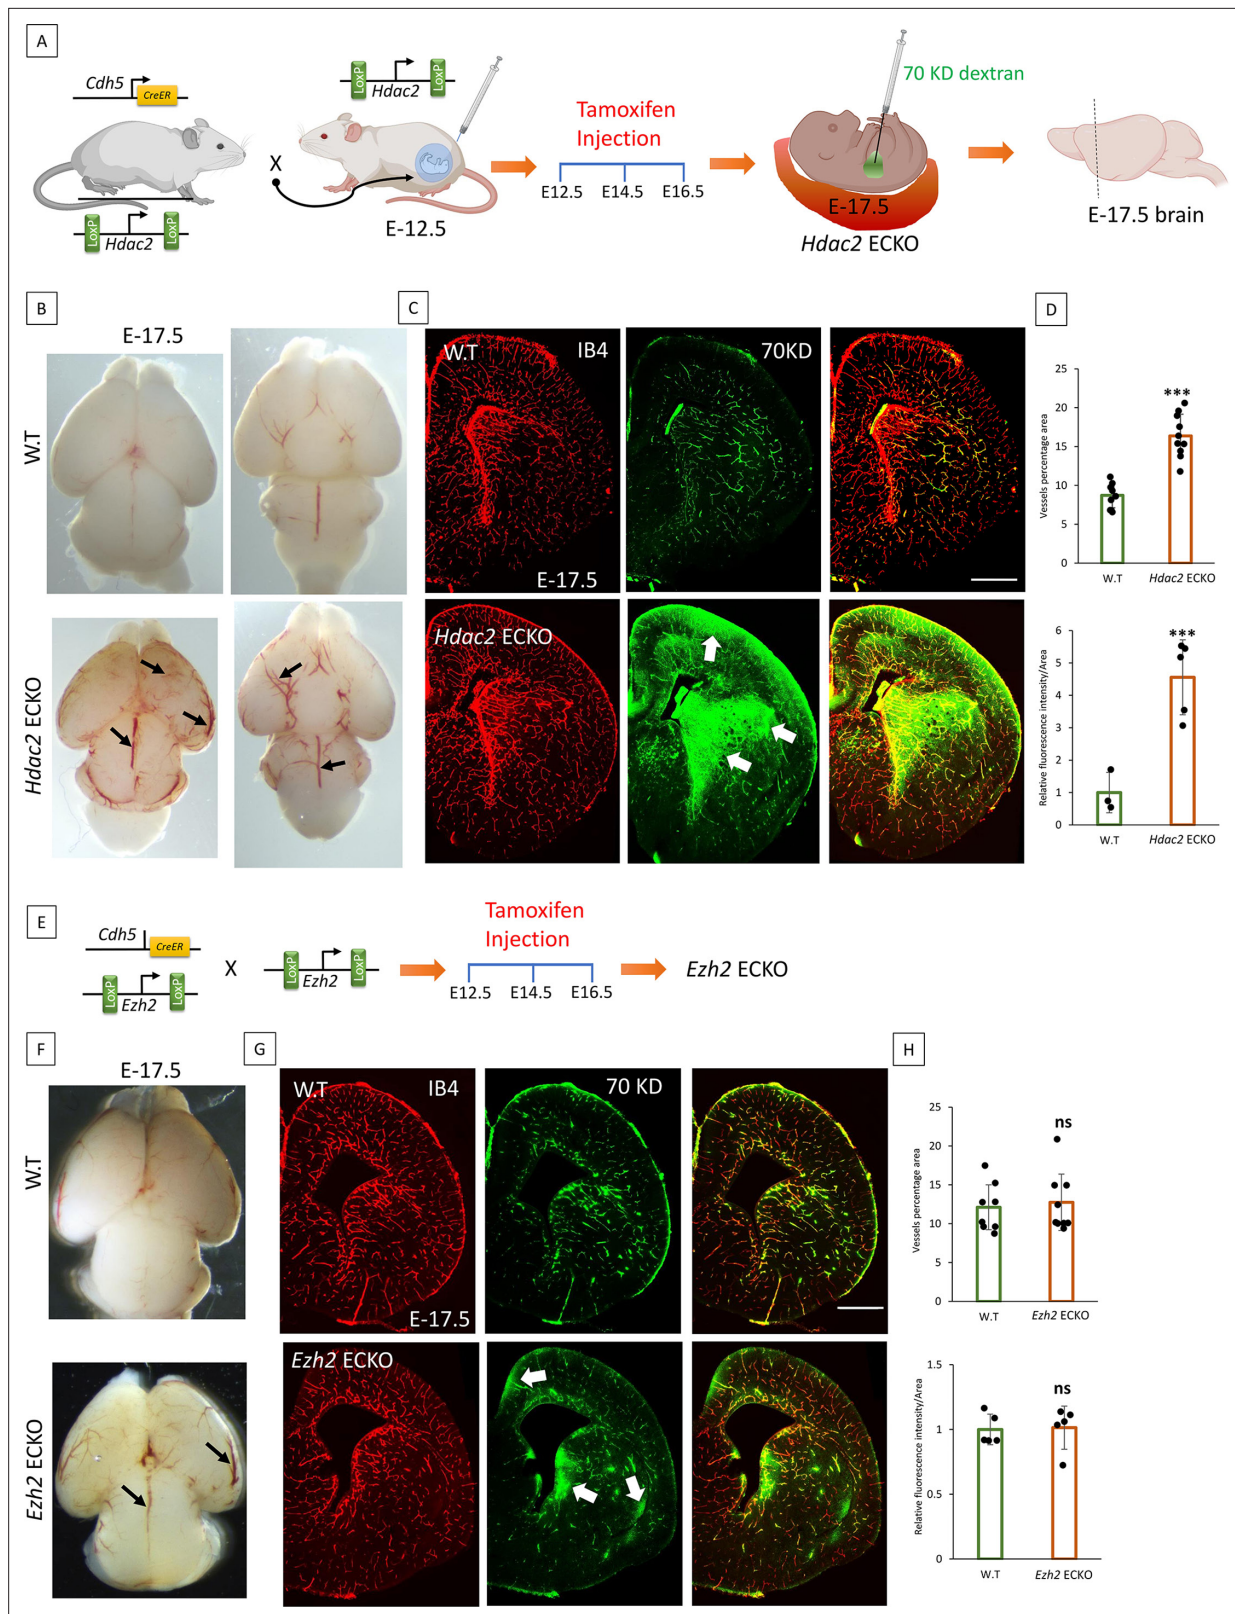 A
Cdh5
CreER
LoxP
Hdac2
LoxP
X
LoxP
Hdac2
LoxP
E-12.5
Tamoxifen
Injection
E12.5 E14.5 E16.5
70 KD dextran
E-17.5
Hdac2 ECKO
E-17.5 brain
B
E-17.5
W.T
Hdac2 ECKO
C
W.T IB4
70KD
E-17.5
Hdac2 ECKO
D
Vessels percentage area
25
20
15
10
5
0
***
W.T
Hdac2 ECKO
Relative fluorescence intensity/Area
6
5
4
3
2
1
0
***
W.T
Hdac2 ECKO
E
Cdh5
CreER
LoxP
Ezh2
LoxP
X
LoxP
Ezh2
LoxP
Tamoxifen
Injection
E12.5 E14.5 E16.5
Ezh2 ECKO
F
E-17.5
W.T
Ezh2 ECKO
G
W.T IB4
70 KD
E-17.5
Ezh2 ECKO
H
Vessels percentage area
25
20
15
10
5
0
ns
W.T
Ezh2 ECKO
Relative fluorescence intensity/Area
1.5
1
0.5
0
ns
W.T
Ezh2 ECKO